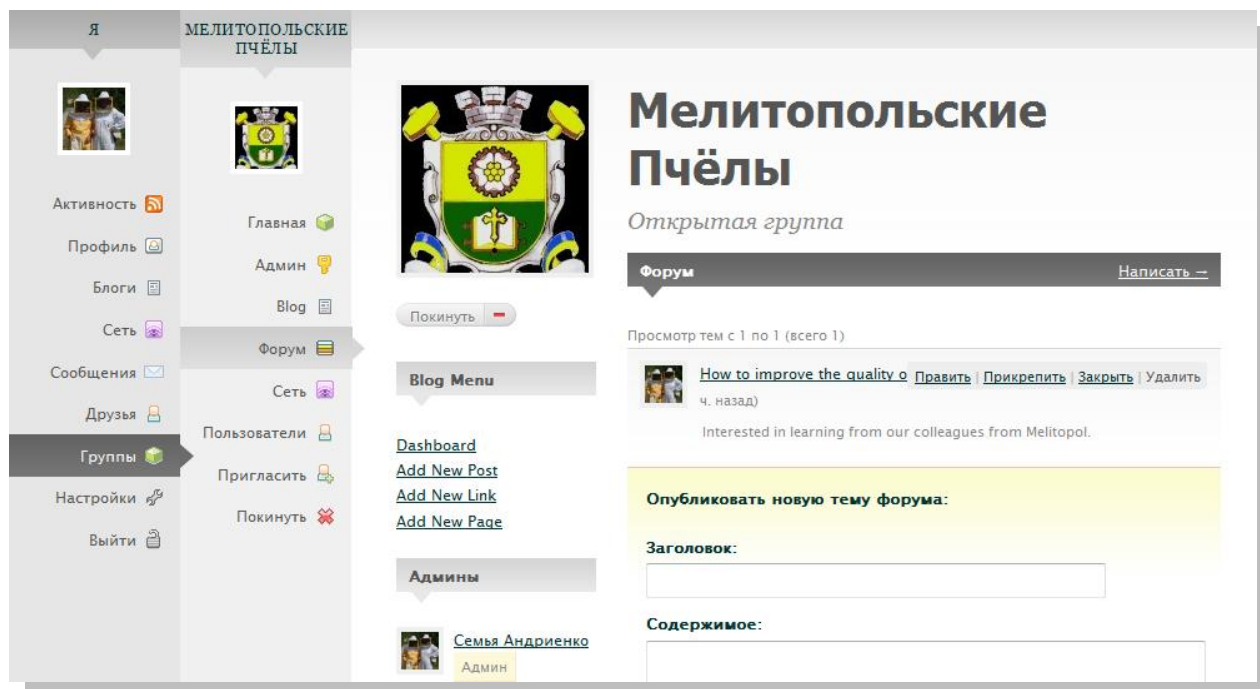 Я
Активность
Профиль
Блоги
Сеть
Сообщения
Друзья
Группы
Настройки
Выйти
МЕЛИТОПОЛЬСКИЕ
ПЧЁЛЫ
Главная
Админ
Blog
Форум
Сеть
Пользователи
Пригласить
Покинуть
Покинуть
Blog Menu
Dashboard
Add New Post
Add New Link
Add New Page
Админы
Семья Андриенко
Админ
Мелитопольские
Пчёлы
Открытая группа
Форум Написать →
Просмотр тем с 1 по 1 (всего 1)
How to improve the quality o Править | Прикрепить | Закрыть | Удалить
ч. назад)
Interested in learning from our colleagues from Melitopol.
Опубликовать новую тему форума:
Заголовок:
Содержимое: